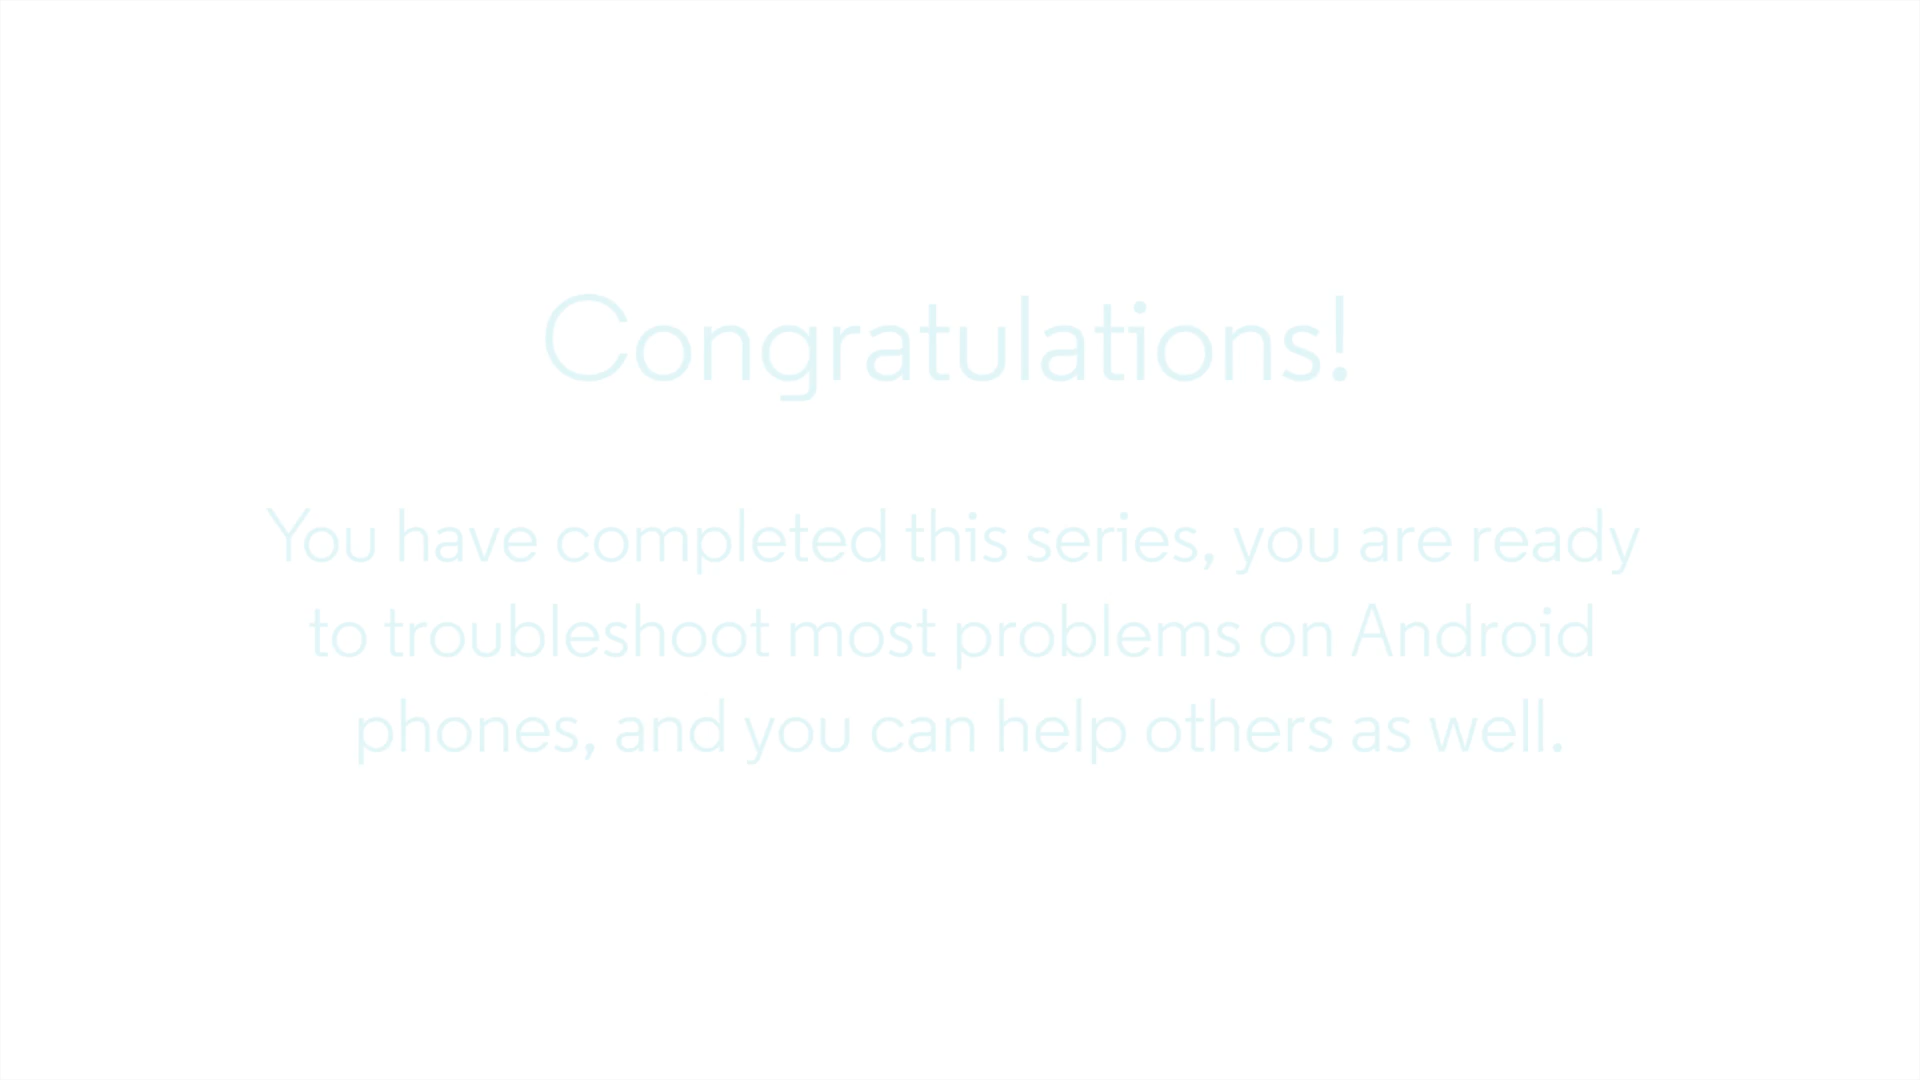 Congratulations!
You have completed this series, you are ready
to troubleshoot most problems on Android
phones, and you can help others as well.